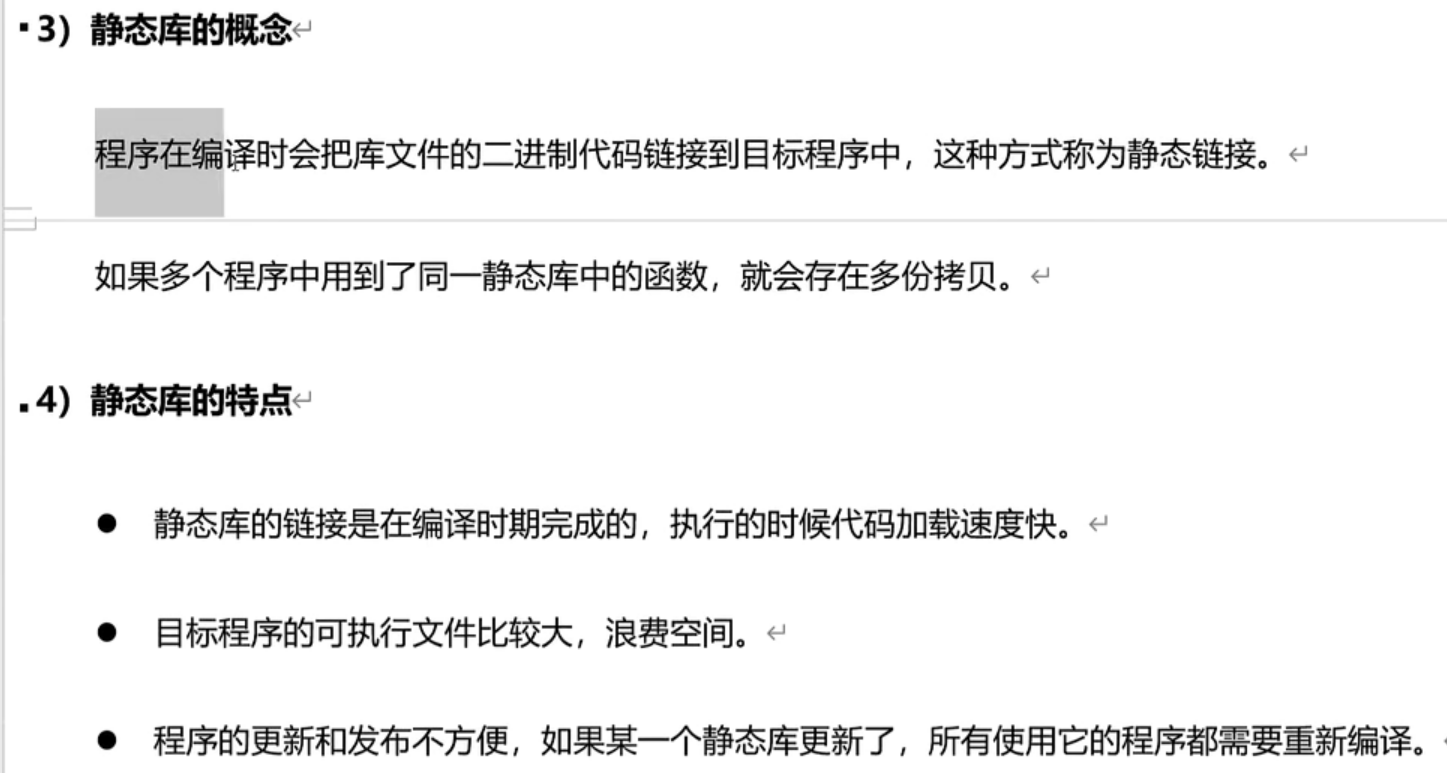 3）静态库的概念
程序在编译时会把库文件的二进制代码链接到目标程序中，这种方式称为静态链接。
如果多个程序中用到了同一静态库中的函数，就会存在多份拷贝。
4）静态库的特点
● 静态库的链接是在编译时期完成的，执行的时候代码加载速度快。
● 目标程序的可执行文件比较大，浪费空间。
● 程序的更新和发布不方便，如果某一个静态库更新了，所有使用它的程序都需要重新编译。